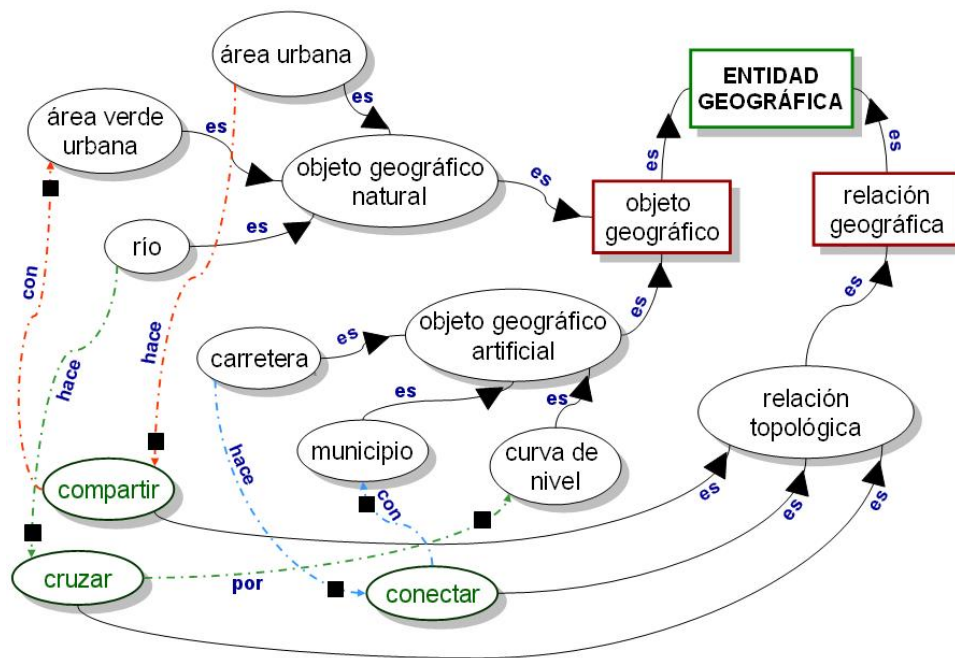 área urbana
ENTIDAD
GEOGRÁFICA
es
área verde
urbana
es
es
es
objeto geográfico
natural
es
objeto
geográfico
relación
geográfica
río
es
con
hace
hace
es
es
objeto geográfico
artificial
carretera
es
es
es
relación
topológica
hace
municipio
curva de
nivel
compartir
con
es
es
es
cruzar
por
conectar